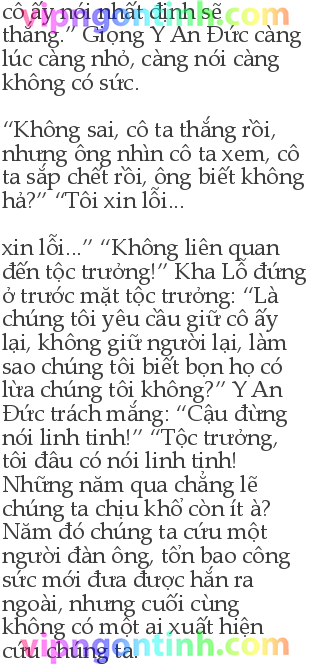 vipngontinh.com
cô ấy nói nhất định sẽ
thắng.” Giọng Y An Đức càng
lúc càng nhỏ, càng nói càng
không có sức.
“Không sai, cô ta thắng rồi,
nhưng ông nhìn cô ta xem, cô
ta sắp chết rồi, ông biết không
hả?” “Tôi xin lỗi...
xin lỗi...” “Không liên quan
đến tộc trưởng!” Kha Lỗ đứng
ở trước mặt tộc trưởng: “Là
chúng tôi yêu cầu giữ cô ấy
lại, không giữ người lại, làm
sao chúng tôi biết bọn họ có
lừa chúng tôi không?” Y An
Đức trách mắng: “Cậu đừng
nói linh tinh!” “Tộc trưởng,
tôi đâu có nói linh tinh!
Những năm qua chẳng lẽ
chúng ta chịu khổ còn ít à?
Năm đó chúng ta cứu một
người đàn ông, tổn bao công
sức mới đưa được hắn ra
ngoài, nhưng cuối cùng
không có một ai xuất hiện
cứu chúng ta.
vipngontinh.com